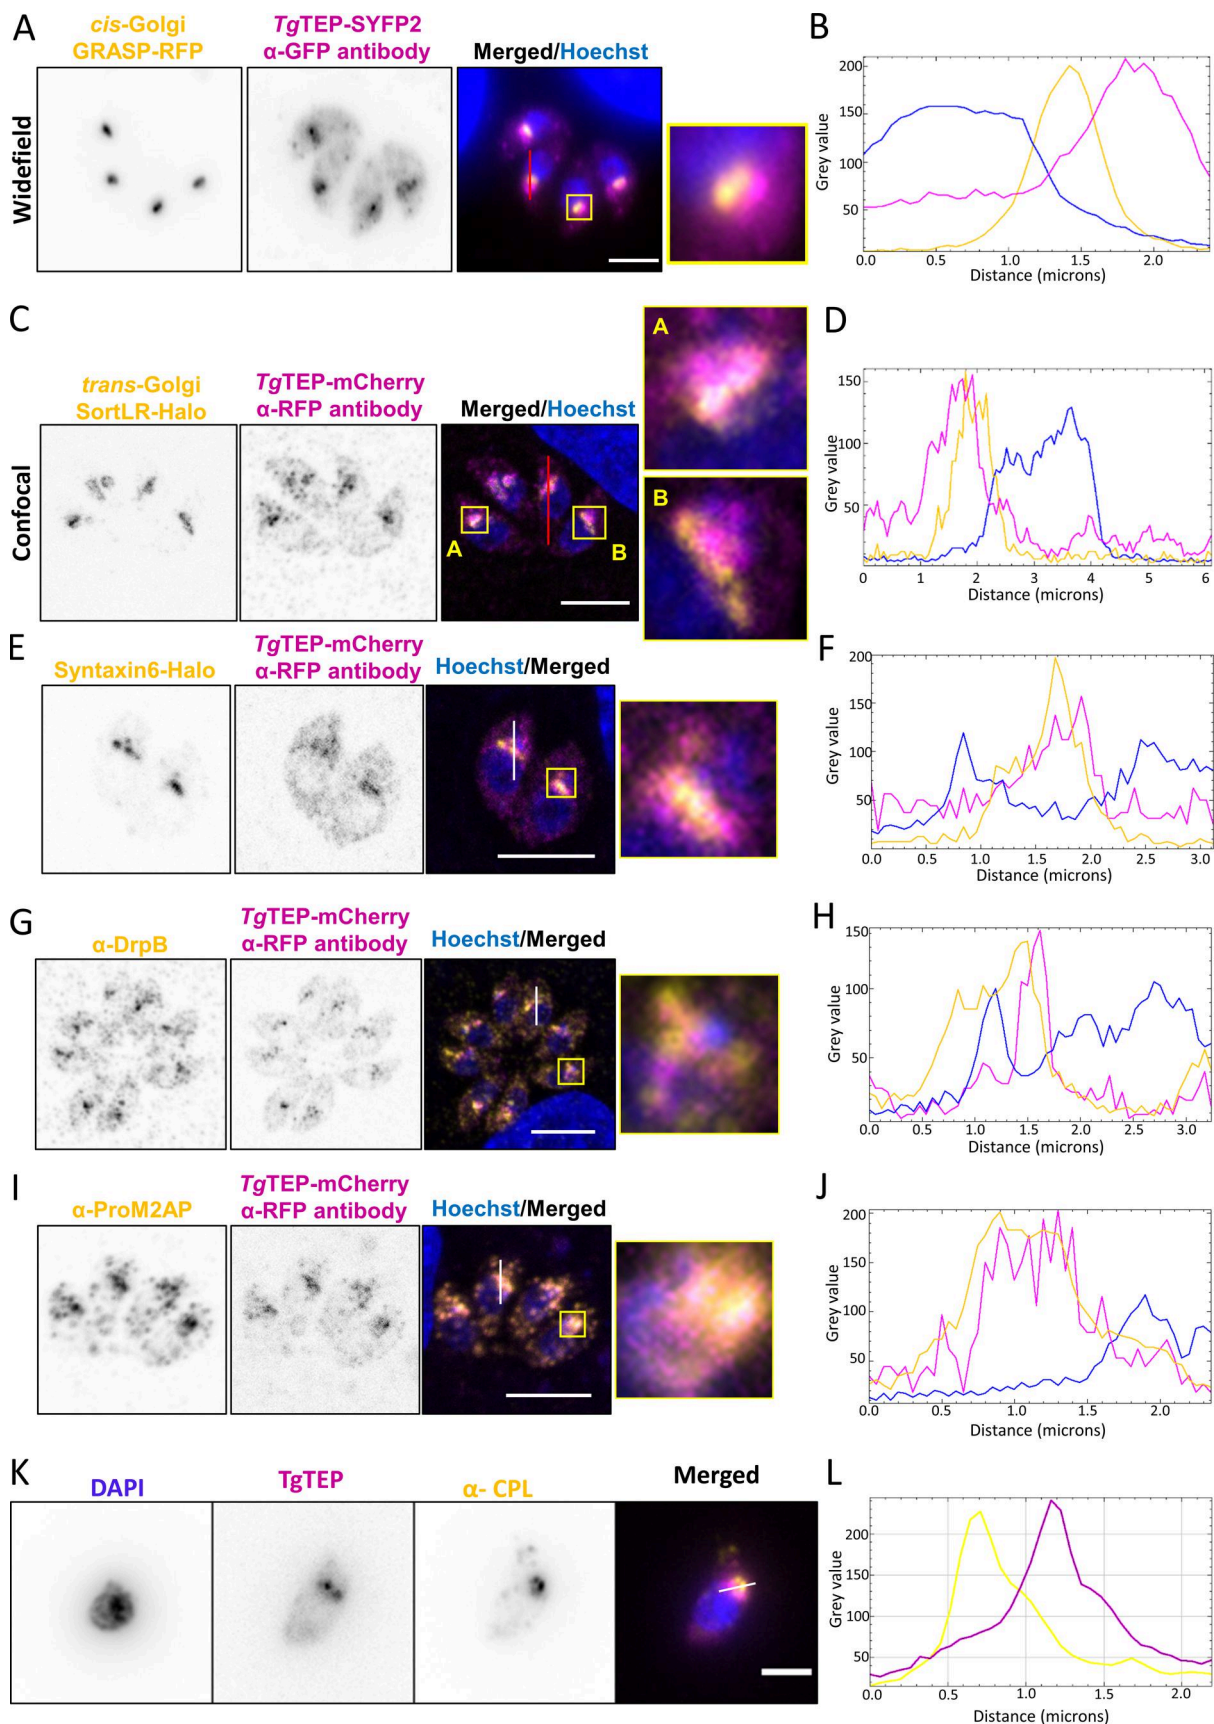 A
cis-Golgi
GRASP-RFP
TgTEP-SYFP2
α-GFP antibody
Merged/Hoechst
Widefield
B
Grey value
200
150
100
50
0.0 0.5 1.0 1.5 2.0
Distance (microns)
C
trans-Golgi
SortLR-Halo
TgTEP-mCherry
α-RFP antibody
Merged/Hoechst
Confocal
A
B
A
B
D
Grey value
150
100
50
0 1 2 3 4 5 6
Distance (microns)
E
Syntaxin6-Halo
TgTEP-mCherry
α-RFP antibody
Hoechst/Merged
F
Grey value
200
150
100
50
0.0 0.5 1.0 1.5 2.0 2.5 3.0
Distance (microns)
G
α-DrpB
TgTEP-mCherry
α-RFP antibody
Hoechst/Merged
H
Grey value
150
100
50
0.0 0.5 1.0 1.5 2.0 2.5 3.0
Distance (microns)
I
α-ProM2AP
TgTEP-mCherry
α-RFP antibody
Hoechst/Merged
J
Grey value
200
150
100
50
0.0 0.5 1.0 1.5 2.0
Distance (microns)
K
DAPI
TgTEP
α- CPL
Merged
L
Grey value
200
150
100
50
0.0 0.5 1.0 1.5 2.0
Distance (microns)